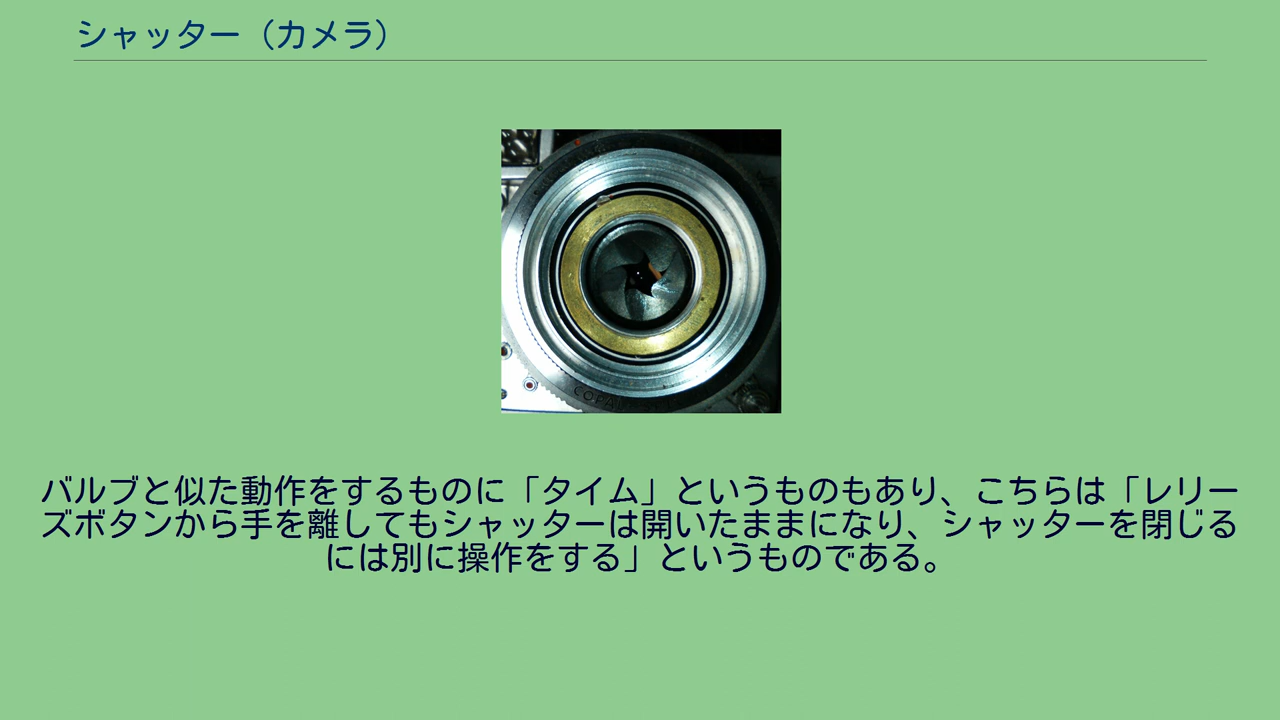 シャッター（カメラ）
COPAL
バルブと似た動作をするものに「タイム」というものもあり、こちらは「レリー
ズボタンから手を離してもシャッターは開いたままになり、シャッターを閉じる
には別に操作をする」というものである。